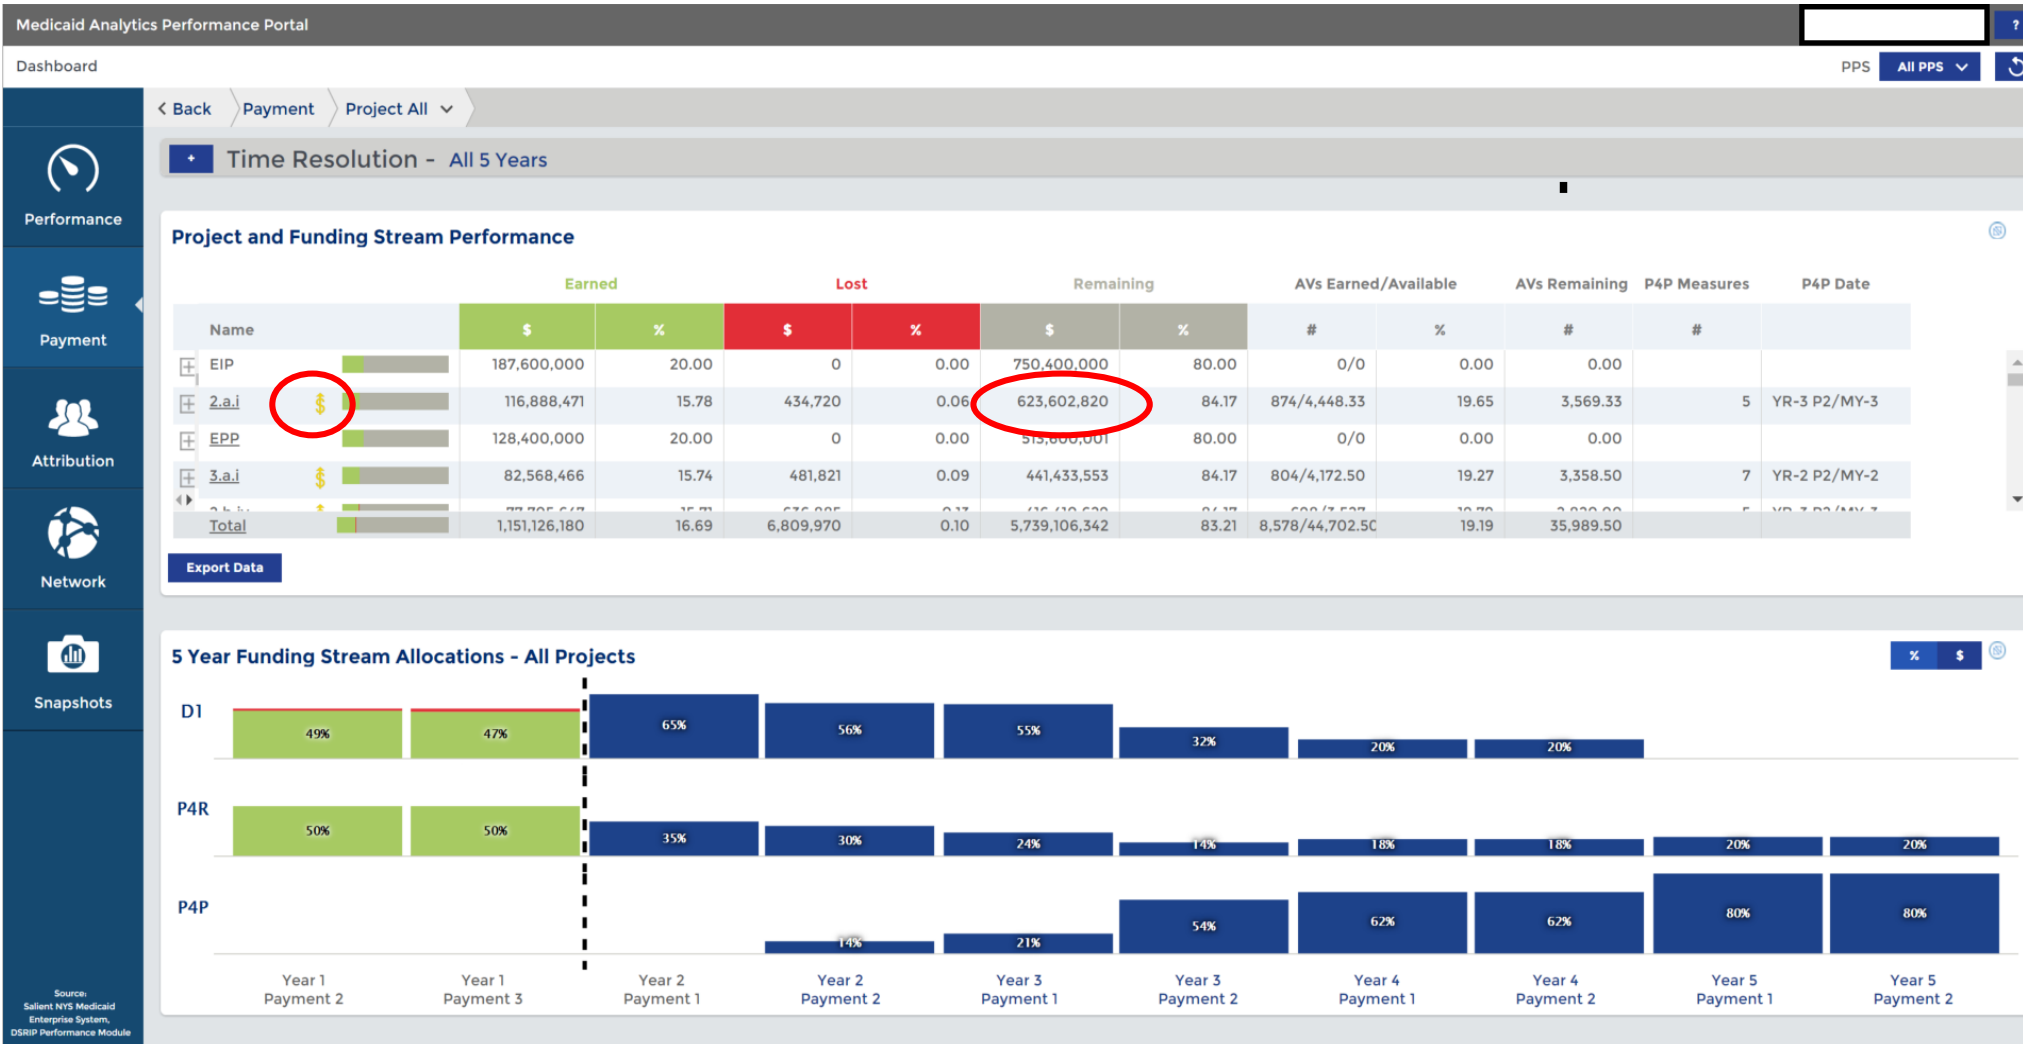 Medicaid Analytics Performance Portal
?
Dashboard
PPS All PPS
Back Payment Project All
+ Time Resolution - All 5 Years
Performance
Payment
Attribution
Network
Snapshots
Source:
Salient NYS Medicaid
Enterprise System,
DSRIP Performance Module
Project and Funding Stream Performance
Earned Lost Remaining AVs Earned/Available AVs Remaining P4P Measures P4P Date
Name $ % $ % $ % # % # #
EIP 187,600,000 20.00 0 0.00 750,400,000 80.00 0/0 0.00 0.00
2.a.i $ 116,888,471 15.78 434,720 0.06 623,602,820 84.17 874/4,448.33 19.65 3,569.33 5 YR-3 P2/MY-3
EPP 128,400,000 20.00 0 0.00 513,600,001 80.00 0/0 0.00 0.00
3.a.i $ 82,568,466 15.74 481,821 0.09 441,433,553 84.17 804/4,172.50 19.27 3,358.50 7 YR-2 P2/MY-2
Total 1,151,126,180 16.69 6,809,970 0.10 5,739,106,342 83.21 8,578/44,702.50 19.19 35,989.50
Export Data
5 Year Funding Stream Allocations - All Projects
% $
D1 49% 47% 65% 56% 55% 32% 20% 20%
P4R 50% 50% 35% 30% 24% 14% 18% 18% 20% 20%
P4P 14% 21% 54% 62% 62% 80% 80%
Year 1 Year 1 Year 2 Year 2 Year 3 Year 3 Year 4 Year 4 Year 5 Year 5
Payment 2 Payment 3 Payment 1 Payment 2 Payment 1 Payment 2 Payment 1 Payment 2 Payment 1 Payment 2